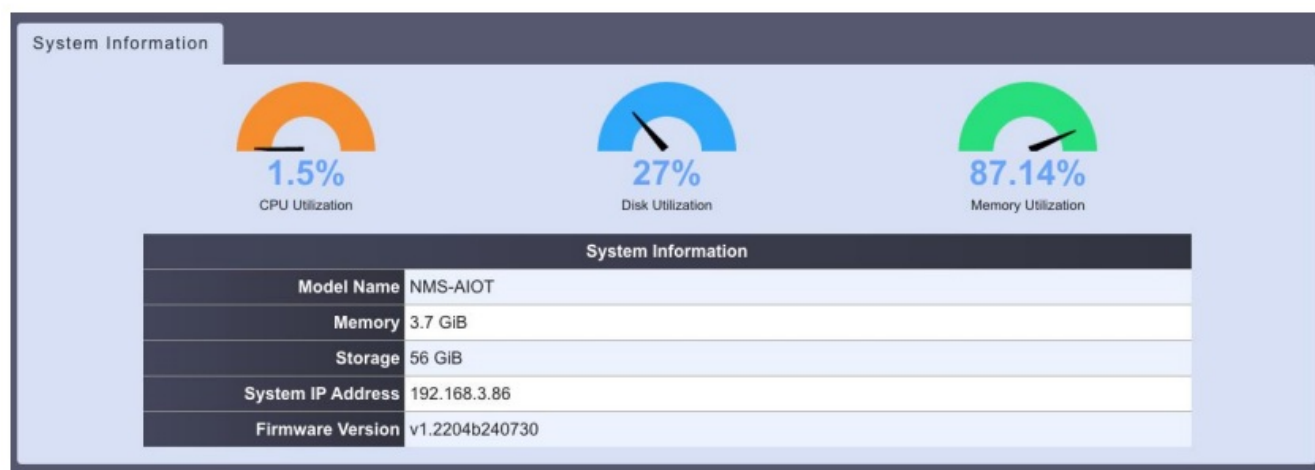 System Information
1.5% 27% 87.14%
CPU Utilization Disk Utilization Memory Utilization
System Information
Model Name NMS-AIOT
Memory 3.7 GiB
Storage 56 GiB
System IP Address 192.168.3.86
Firmware Version v1.2204b240730